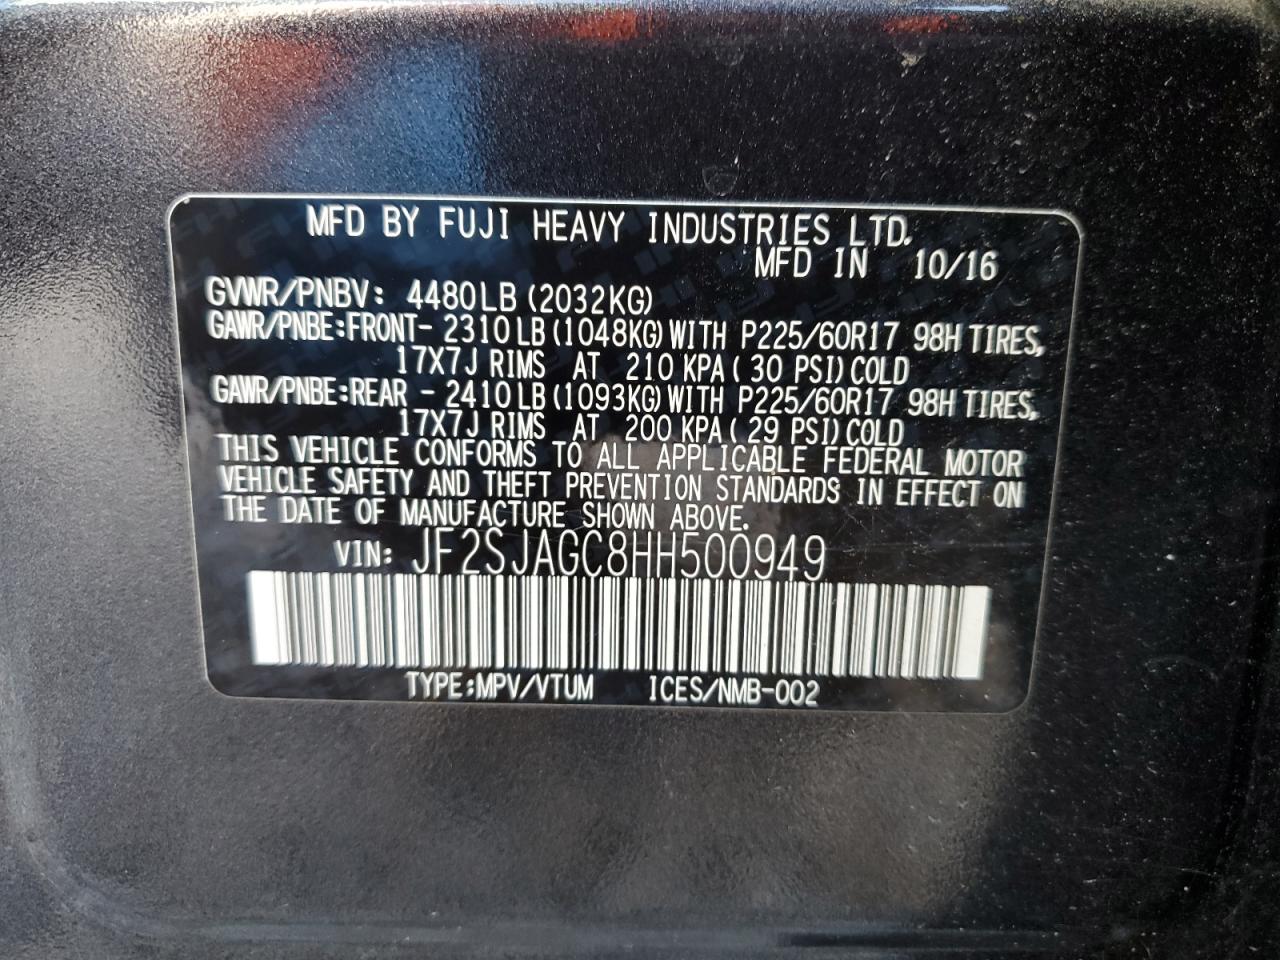 MFD BY FUJI HEAVY INDUSTRIES LTD.
MFD IN 10/16
GVWR/PNBV: 4480LB (2032KG)
GAWR/PNBE:FRONT- 2310LB (1048KG) WITH P225/60R17 98H TIRES,
17X7J RIMS AT 210 KPA ( 30 PSI) COLD
GAWR/PNBE:REAR - 2410LB (1093KG) WITH P225/60R17 98H TIRES,
17X7J RIMS AT 200 KPA ( 29 PSI) COLD
THIS VEHICLE CONFORMS TO ALL APPLICABLE FEDERAL MOTOR
VEHICLE SAFETY AND THEFT PREVENTION STANDARDS IN EFFECT ON
THE DATE OF MANUFACTURE SHOWN ABOVE.
VIN: JF2SJAGC8HH500949
TYPE:MPV/VTUM ICES/NMB-002